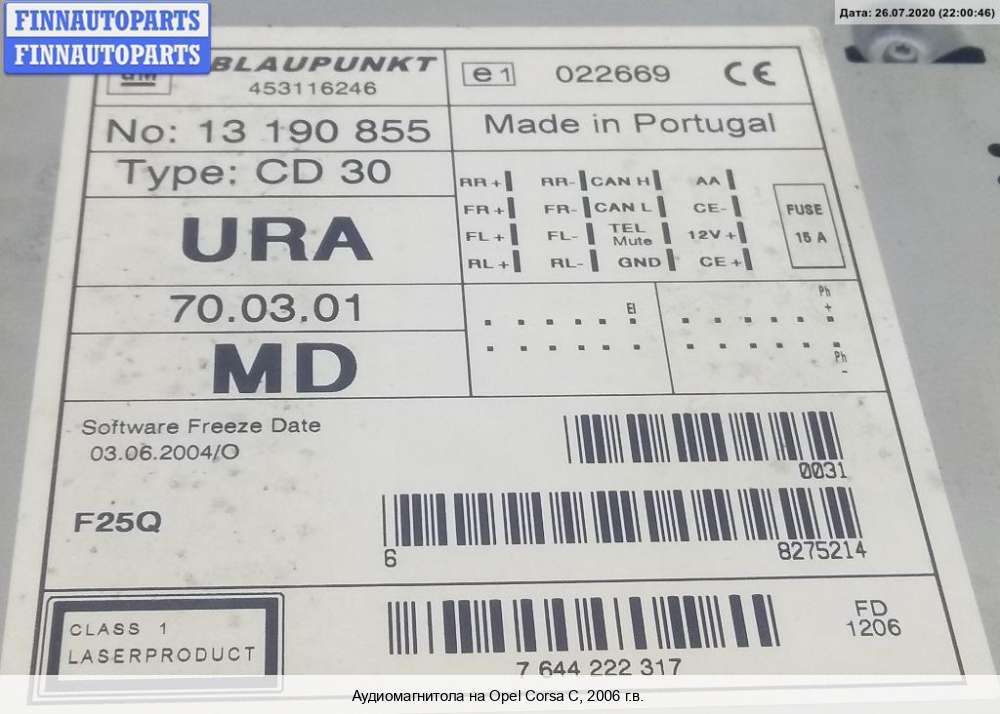 FINNAUTOPARTS
FINNAUTOPARTS
Дата: 26.07.2020 (22:00:46)
BLAUPUNKT
453116246
e1 022669 CE
No: 13 190 855
Made in Portugal
Type: CD 30
URA
70.03.01
MD
RR+ RR- CAN H AA
FR+ FR- CAN L CE-
FL+ FL- TEL Mute 12V+
RL+ RL- GND CE+
FUSE
15 A
El
Ph
+
Ph
-
Software Freeze Date
03.06.2004/O
0031
F25Q
6 8275214
CLASS 1
LASERPRODUCT
FD
1206
7 644 222 317
Аудиомагнитола на Opel Corsa C, 2006 г.в.